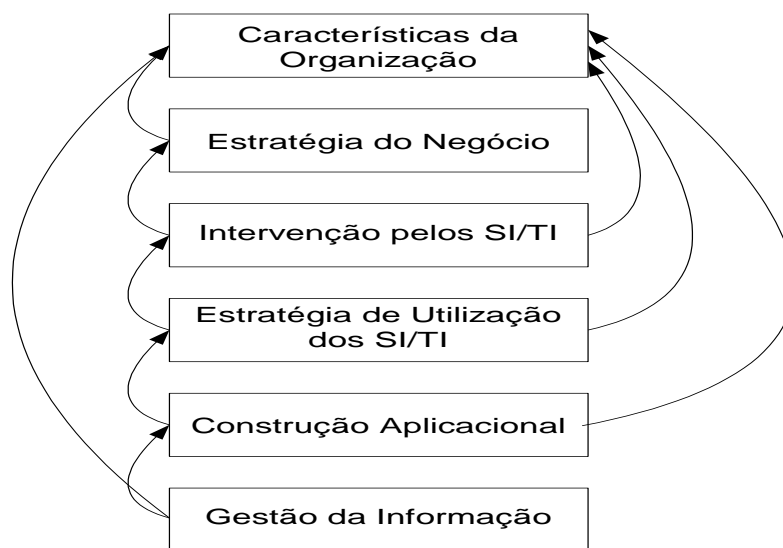 Características da
Organização
Estratégia do Negócio
Intervenção pelos SI/TI
Estratégia de Utilização
dos SI/TI
Construção Aplicacional
Gestão da Informação